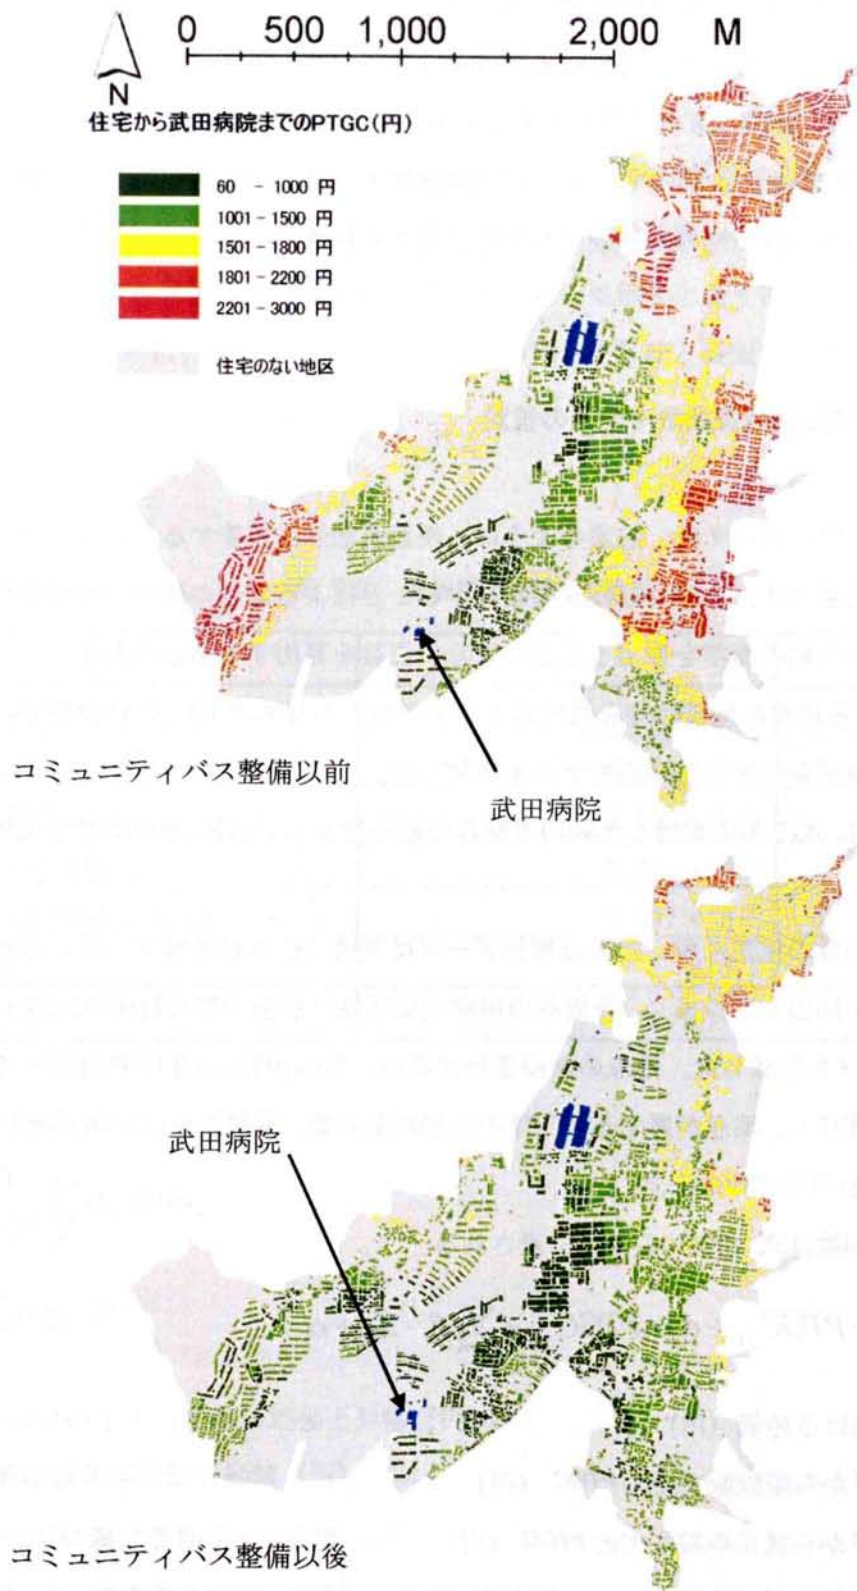 0 500 1,000 2,000 M
N
住宅から武田病院までのPTGC(円)
60 - 1000 円
1001 - 1500 円
1501 - 1800 円
1801 - 2200 円
2201 - 3000 円
住宅のない地区
コミュニティバス整備以前
武田病院
武田病院
コミュニティバス整備以後